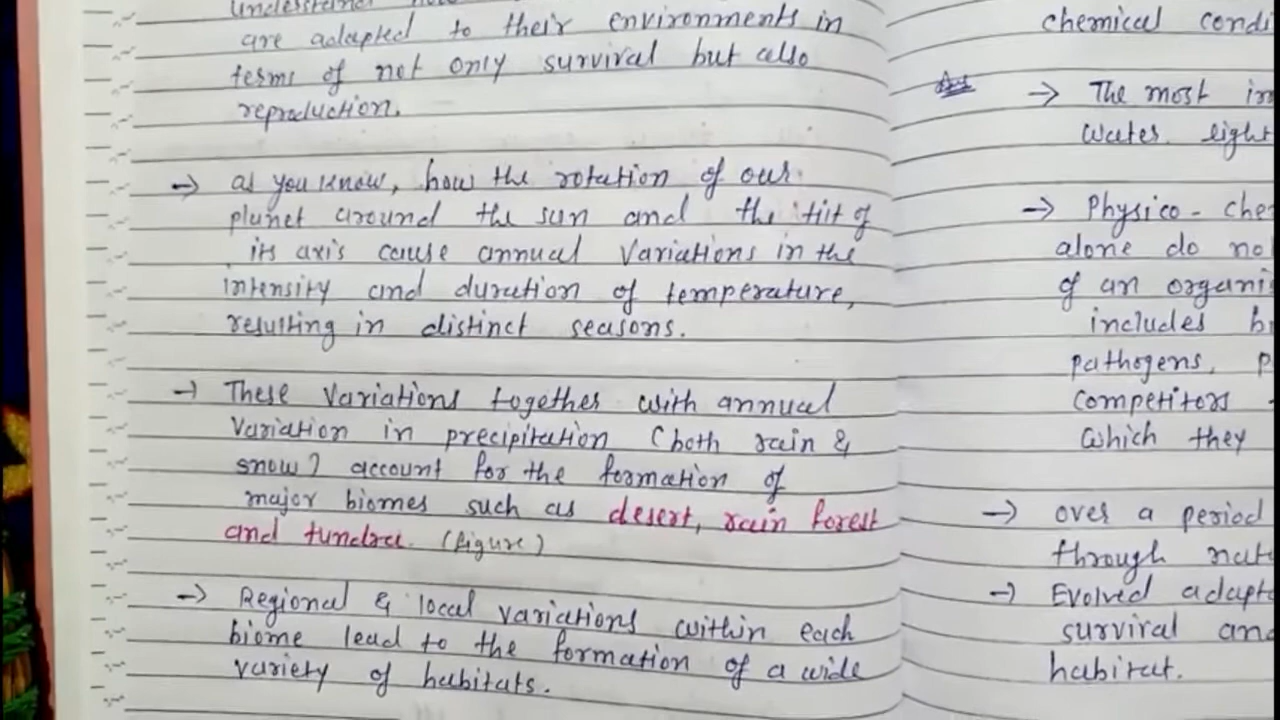 are adapted to their environments in
terms of not only survival but also
reproduction.
→ as you know, how the rotation of our
planet around the sun and the tilt of
its axis cause annual variations in the
intensity and duration of temperature,
resulting in distinct seasons.
→ These variations together with annual
variation in precipitation (both rain &
snow) account for the formation of
major biomes such as desert, rain forest
and tundra. (figure)
→ Regional & local variations within each
biome lead to the formation of a wide
variety of habitats.
chemical condi
→ The most im
water. light
→ Physico - che
alone do no
of an organi
includes b
pathogens, p
competitors
which they
→ over a period
through nat
→ Evolved adapt
survival and
habitat.